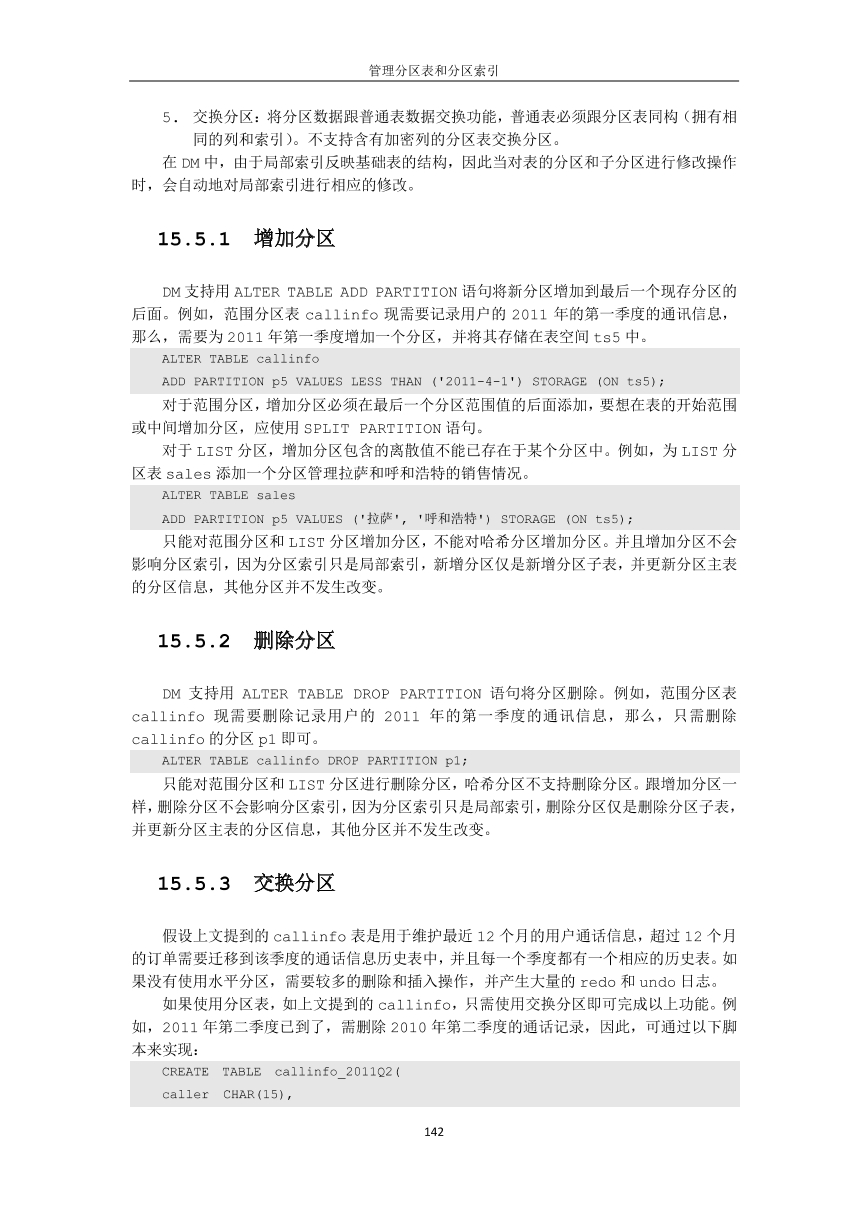 管理分区表和分区索引
5. 交换分区：将分区数据跟普通表数据交换功能，普通表必须跟分区表同构（拥有相
同的列和索引）。不支持含有加密列的分区表交换分区。
在 DM 中，由于局部索引反映基础表的结构，因此当对表的分区和子分区进行修改操作
时，会自动地对局部索引进行相应的修改。
15.5.1 增加分区
DM 支持用 ALTER TABLE ADD PARTITION 语句将新分区增加到最后一个现存分区的
后面。例如，范围分区表 callinfo 现需要记录用户的 2011 年的第一季度的通讯信息，
那么，需要为 2011 年第一季度增加一个分区，并将其存储在表空间 ts5 中。
ALTER TABLE callinfo
ADD PARTITION p5 VALUES LESS THAN ('2011-4-1') STORAGE (ON ts5);
对于范围分区，增加分区必须在最后一个分区范围值的后面添加，要想在表的开始范围
或中间增加分区，应使用 SPLIT PARTITION 语句。
对于 LIST 分区，增加分区包含的离散值不能已存在于某个分区中。例如，为 LIST 分
区表 sales 添加一个分区管理拉萨和呼和浩特的销售情况。
ALTER TABLE sales
ADD PARTITION p5 VALUES ('拉萨', '呼和浩特') STORAGE (ON ts5);
只能对范围分区和 LIST 分区增加分区，不能对哈希分区增加分区。并且增加分区不会
影响分区索引，因为分区索引只是局部索引，新增分区仅是新增分区子表，并更新分区主表
的分区信息，其他分区并不发生改变。
15.5.2 删除分区
DM 支持用 ALTER TABLE DROP PARTITION 语句将分区删除。例如，范围分区表
callinfo 现需要删除记录用户的 2011 年的第一季度的通讯信息，那么，只需删除
callinfo 的分区 p1 即可。
ALTER TABLE callinfo DROP PARTITION p1;
只能对范围分区和 LIST 分区进行删除分区，哈希分区不支持删除分区。跟增加分区一
样，删除分区不会影响分区索引，因为分区索引只是局部索引，删除分区仅是删除分区子表，
并更新分区主表的分区信息，其他分区并不发生改变。
15.5.3 交换分区
假设上文提到的 callinfo 表是用于维护最近 12 个月的用户通话信息，超过 12 个月
的订单需要迁移到该季度的通话信息历史表中，并且每一个季度都有一个相应的历史表。如
果没有使用水平分区，需要较多的删除和插入操作，并产生大量的 redo 和 undo 日志。
如果使用分区表，如上文提到的 callinfo，只需使用交换分区即可完成以上功能。例
如，2011 年第二季度已到了，需删除 2010 年第二季度的通话记录，因此，可通过以下脚
本来实现：
CREATE TABLE callinfo_2011Q2(
caller CHAR(15),
142